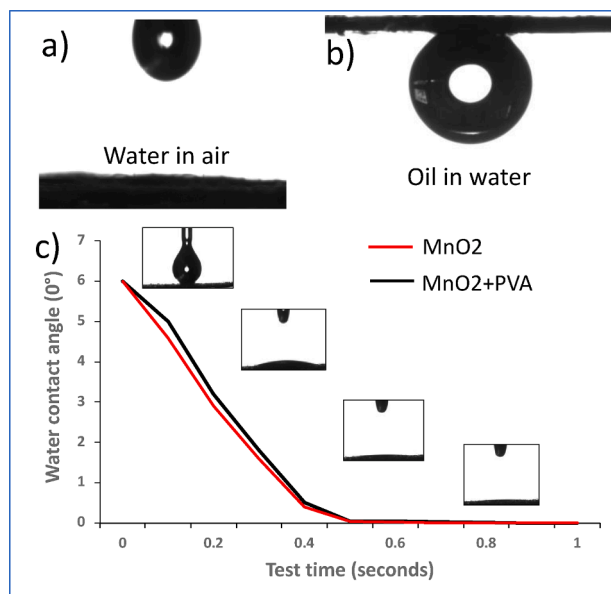 a)
b)
Water in air
Oil in water
c)
MnO2
MnO2+PVA
Water contact angle (0°)
7
6
5
4
3
2
1
0
0
0.2
0.4
0.6
0.8
1
Test time (seconds)